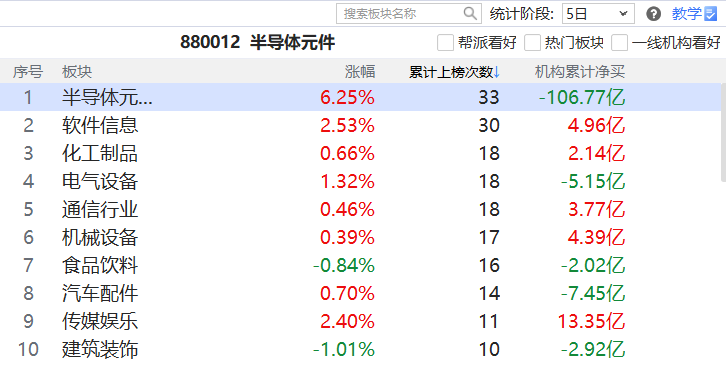 搜索板块名称 统计阶段: 5日 ? 教学
880012 半导体元件 帮派看好 热门板块 一线机构看好
序号 板块 涨幅 累计上榜次数↓ 机构累计净买
1 半导体元... 6.25% 33 -106.77亿
2 软件信息 2.53% 30 4.96亿
3 化工制品 0.66% 18 2.14亿
4 电气设备 1.32% 18 -5.15亿
5 通信行业 0.46% 18 3.77亿
6 机械设备 0.39% 17 4.39亿
7 食品饮料 -0.84% 16 -2.02亿
8 汽车配件 0.70% 14 -7.45亿
9 传媒娱乐 2.40% 11 13.35亿
10 建筑装饰 -1.01% 10 -2.92亿